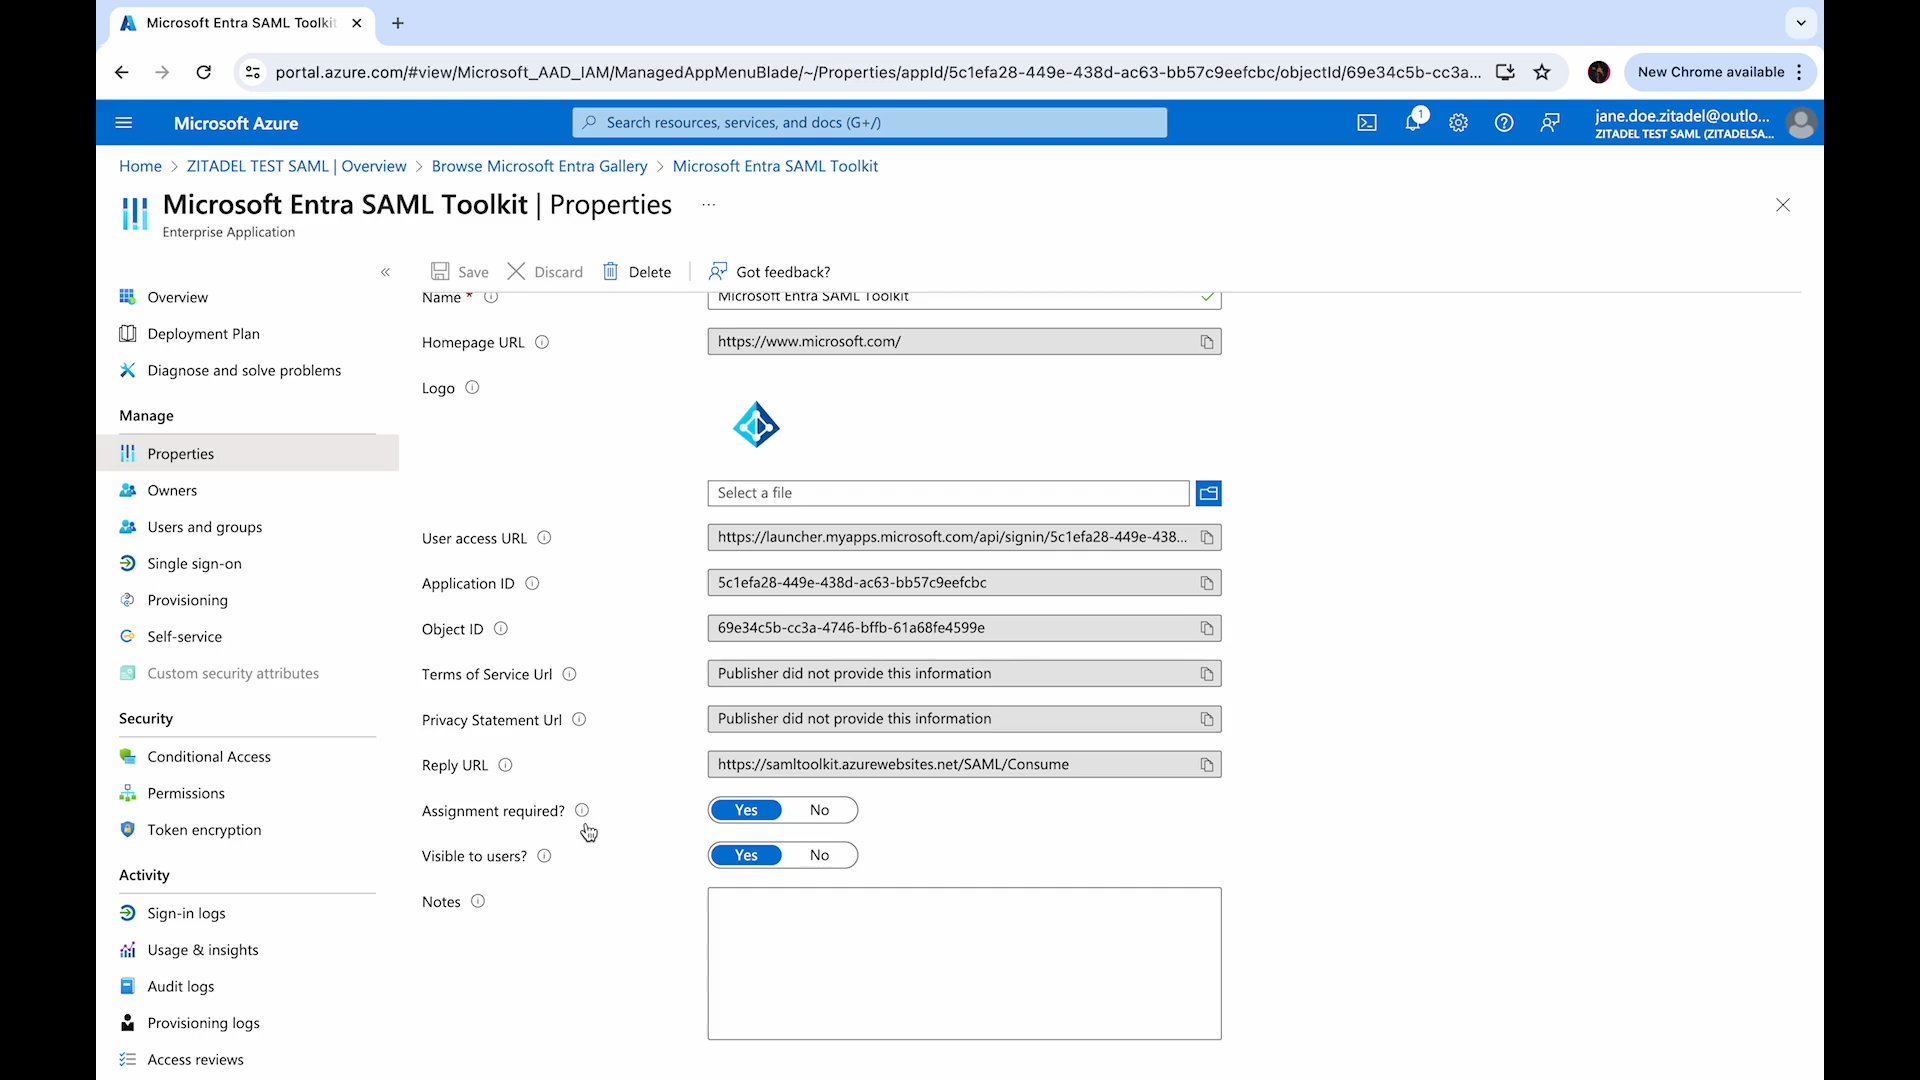 Microsoft Entra SAML Toolkit
portal.azure.com/#view/Microsoft_AAD_IAM/ManagedAppMenuBlade/~/Properties/appId/5c1efa28-449e-438d-ac63-bb57c9eefcbc/objectId/69e34c5b-cc3a...
New Chrome available
Microsoft Azure
Search resources, services, and docs (G+/)
1
jane.doe.zitadel@outlo...
ZITADEL TEST SAML (ZITADELSA...
Home > ZITADEL TEST SAML | Overview > Browse Microsoft Entra Gallery > Microsoft Entra SAML Toolkit
Microsoft Entra SAML Toolkit | Properties ...
Enterprise Application
Save Discard Delete Got feedback?
Overview
Deployment Plan
Diagnose and solve problems
Manage
Properties
Owners
Users and groups
Single sign-on
Provisioning
Self-service
Custom security attributes
Security
Conditional Access
Permissions
Token encryption
Activity
Sign-in logs
Usage & insights
Audit logs
Provisioning logs
Access reviews
Name * Microsoft Entra SAML Toolkit
Homepage URL https://www.microsoft.com/
Logo
Select a file
User access URL https://launcher.myapps.microsoft.com/api/signin/5c1efa28-449e-438...
Application ID 5c1efa28-449e-438d-ac63-bb57c9eefcbc
Object ID 69e34c5b-cc3a-4746-bffb-61a68fe4599e
Terms of Service Url Publisher did not provide this information
Privacy Statement Url Publisher did not provide this information
Reply URL https://samltoolkit.azurewebsites.net/SAML/Consume
Assignment required? Yes No
Visible to users? Yes No
Notes